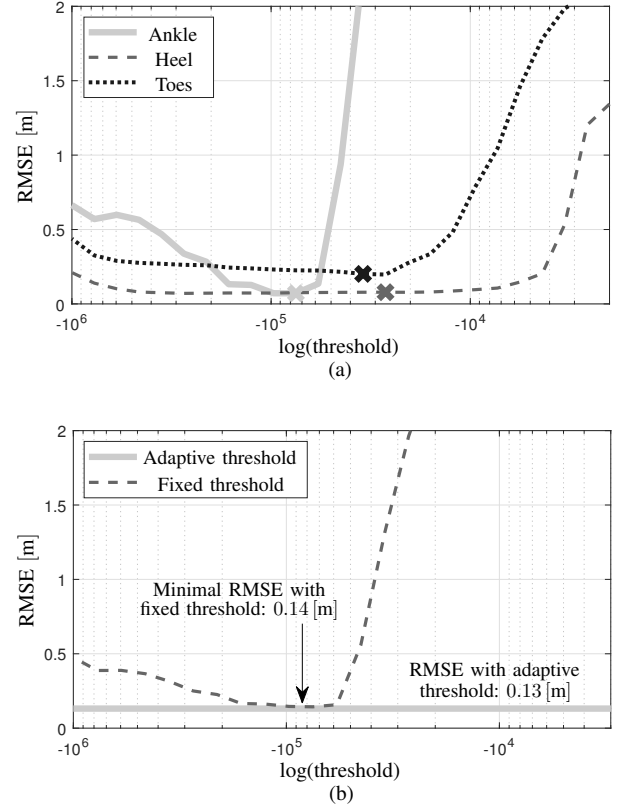 2
1.5
1
0.5
0
RMSE [m]
Ankle
Heel
Toes
-10^6
-10^5
-10^4
log(threshold)
(a)
2
1.5
1
0.5
0
RMSE [m]
Adaptive threshold
Fixed threshold
Minimal RMSE with
fixed threshold: 0.14 [m]
RMSE with adaptive
threshold: 0.13 [m]
-10^6
-10^5
-10^4
log(threshold)
(b)